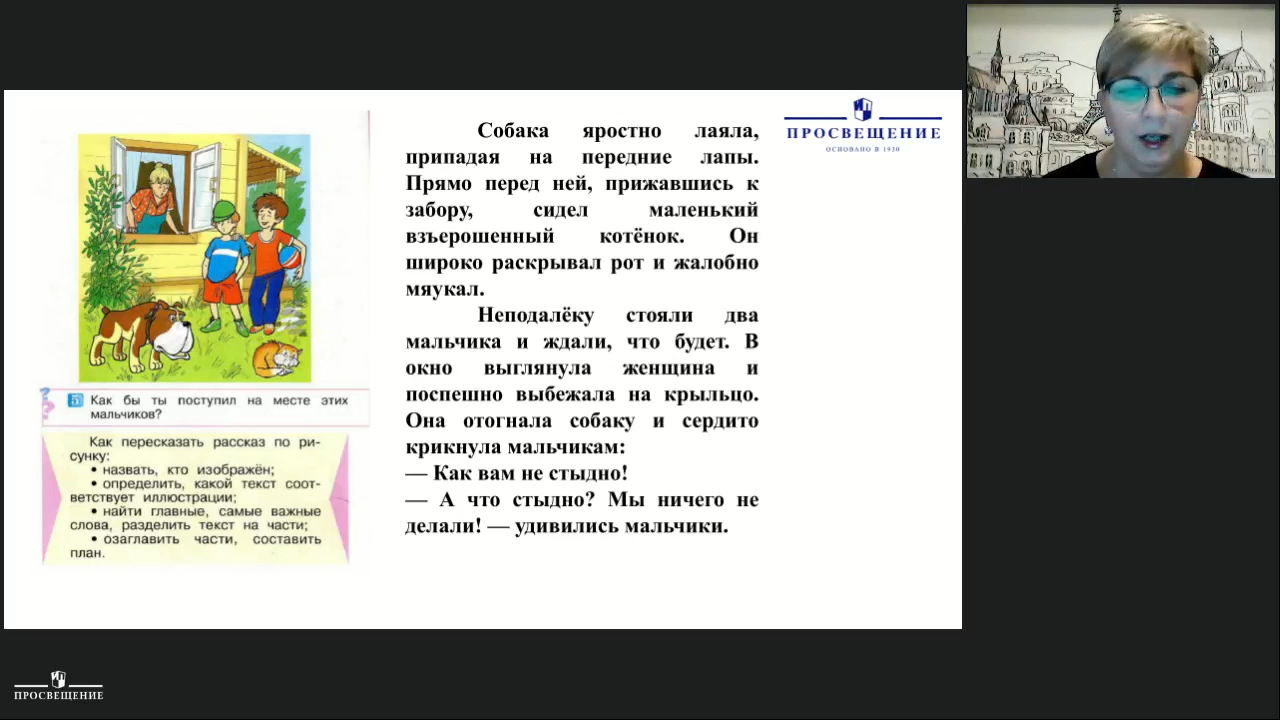 Как бы ты поступил на месте этих
мальчиков?
Как пересказать рассказ по ри-
сунку:
• назвать, кто изображён;
• определить, какой текст соот-
ветствует иллюстрации;
• найти главные, самые важные
слова, разделить текст на части;
• озаглавить части, составить
план.
Собака яростно лаяла,
припадая на передние лапы.
Прямо перед ней, прижавшись к
забору, сидел маленький
взъерошенный котёнок. Он
широко раскрывал рот и жалобно
мяукал.
Неподалёку стояли два
мальчика и ждали, что будет. В
окно выглянула женщина и
поспешно выбежала на крыльцо.
Она отогнала собаку и сердито
крикнула мальчикам:
— Как вам не стыдно!
— А что стыдно? Мы ничего не
делали! — удивились мальчики.
ПРОСВЕЩЕНИЕ
ОСНОВАНО В 1930
ПРОСВЕЩЕНИЕ